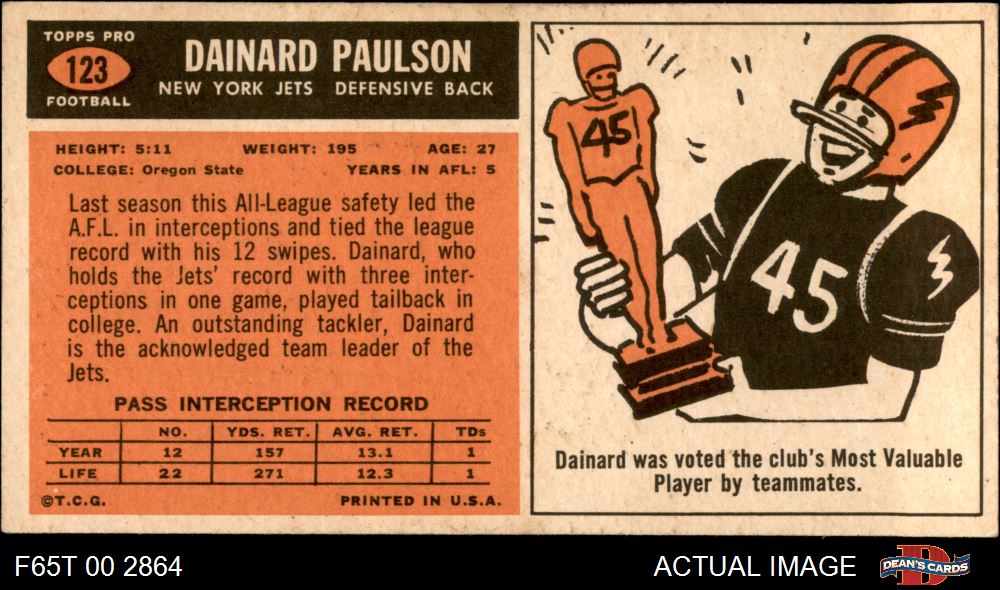 TOPPS PRO
123
FOOTBALL
DAINARD PAULSON
NEW YORK JETS DEFENSIVE BACK
HEIGHT: 5:11 WEIGHT: 195 AGE: 27
COLLEGE: Oregon State YEARS IN AFL: 5
Last season this All-League safety led the
A.F.L. in interceptions and tied the league
record with his 12 swipes. Dainard, who
holds the Jets' record with three inter-
ceptions in one game, played tailback in
college. An outstanding tackler, Dainard
is the acknowledged team leader of the
Jets.
PASS INTERCEPTION RECORD
NO. YDS. RET. AVG. RET. TDs
YEAR 12 157 13.1 1
LIFE 22 271 12.3 1
©T.C.G. PRINTED IN U.S.A.
45
45
Dainard was voted the club's Most Valuable
Player by teammates.
F65T 00 2864
ACTUAL IMAGE
D
DEAN'S CARDS